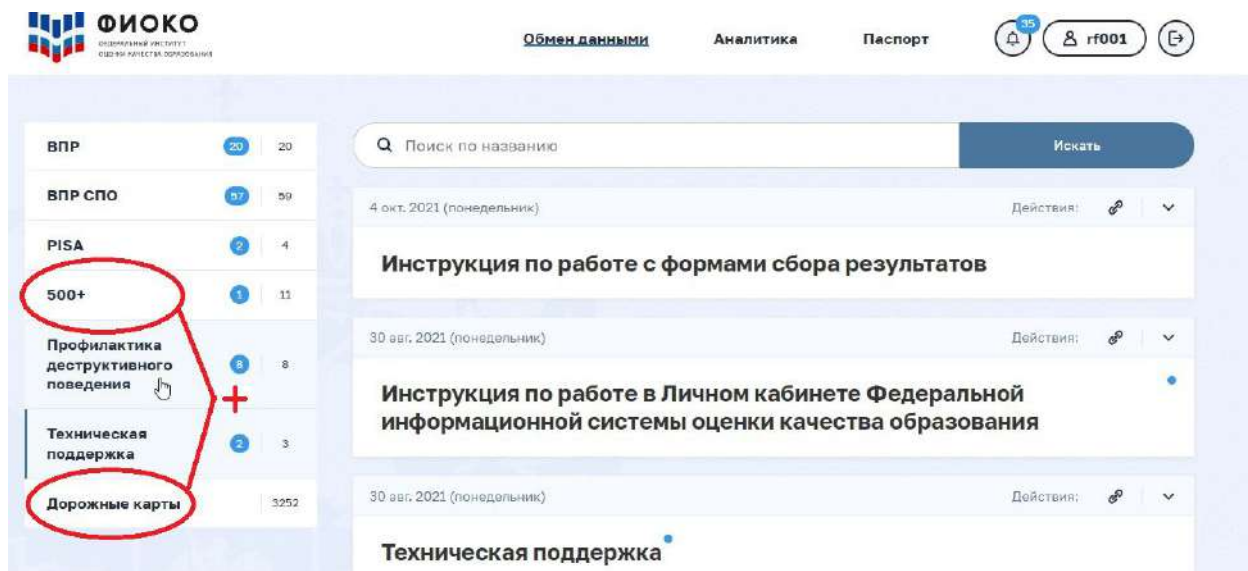 ФИОКО
ФЕДЕРАЛЬНЫЙ ИНСТИТУТ
ОЦЕНКИ КАЧЕСТВА ОБРАЗОВАНИЯ
Обмен данными
Аналитика
Паспорт
35
rf001
ВПР 20 20
ВПР СПО 57 59
PISA 2 4
500+ 1 11
Профилактика
деструктивного
поведения
8 8
+
Техническая
поддержка
2 3
Дорожные карты 3252
Поиск по названию
Искать
4 окт. 2021 (понедельник)
Действия:
Инструкция по работе с формами сбора результатов
30 авг. 2021 (понедельник)
Действия:
Инструкция по работе в Личном кабинете Федеральной
информационной системы оценки качества образования
30 авг. 2021 (понедельник)
Действия:
Техническая поддержка